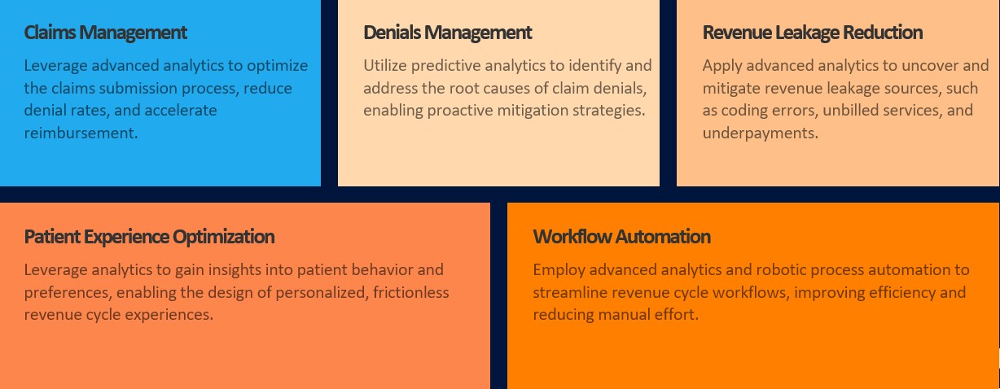 Claims Management
Leverage advanced analytics to optimize
the claims submission process, reduce
denial rates, and accelerate
reimbursement.
Denials Management
Utilize predictive analytics to identify and
address the root causes of claim denials,
enabling proactive mitigation strategies.
Revenue Leakage Reduction
Apply advanced analytics to uncover and
mitigate revenue leakage sources, such
as coding errors, unbilled services, and
underpayments.
Patient Experience Optimization
Leverage analytics to gain insights into patient behavior and
preferences, enabling the design of personalized, frictionless
revenue cycle experiences.
Workflow Automation
Employ advanced analytics and robotic process automation to
streamline revenue cycle workflows, improving efficiency and
reducing manual effort.